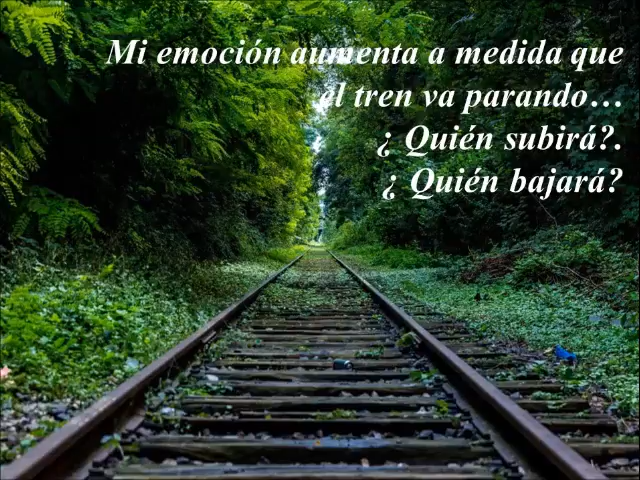 Mi emoción aumenta a medida que
el tren va parando…
¿ Quién subirá?.
¿ Quién bajará?